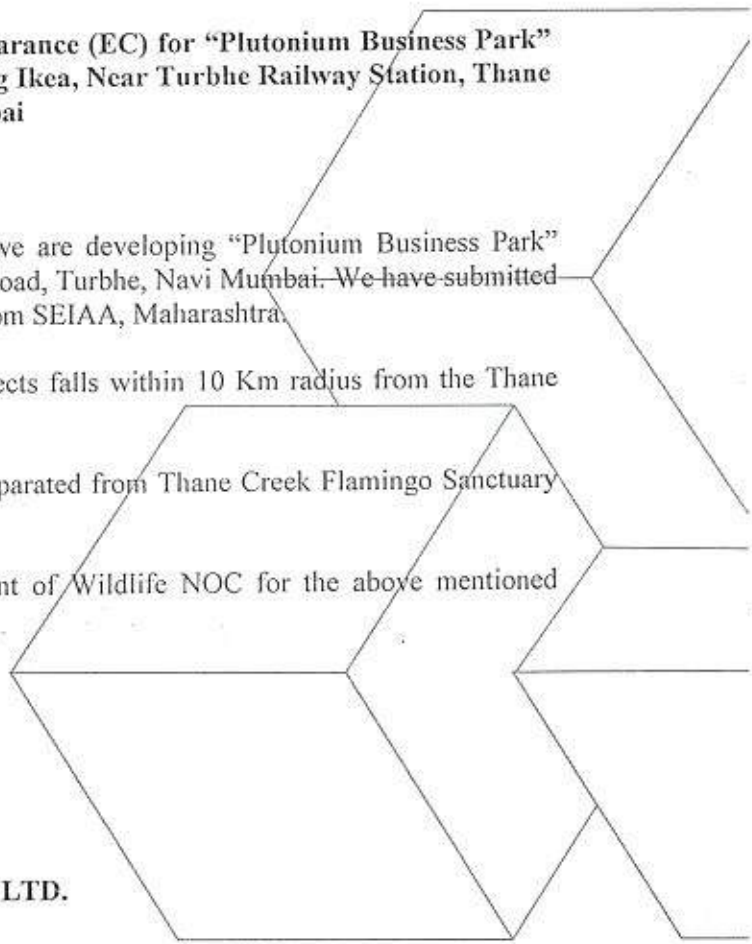 arance (EC) for “Plutonium Business Park”
g Ikea, Near Turbhe Railway Station, Thane
bai
ve are developing “Plutonium Business Park”
oad, Turbhe, Navi Mumbai. We have submitted
om SEIAA, Maharashtra.
ects falls within 10 Km radius from the Thane
parated from Thane Creek Flamingo Sanctuary
nt of Wildlife NOC for the above mentioned
LTD.